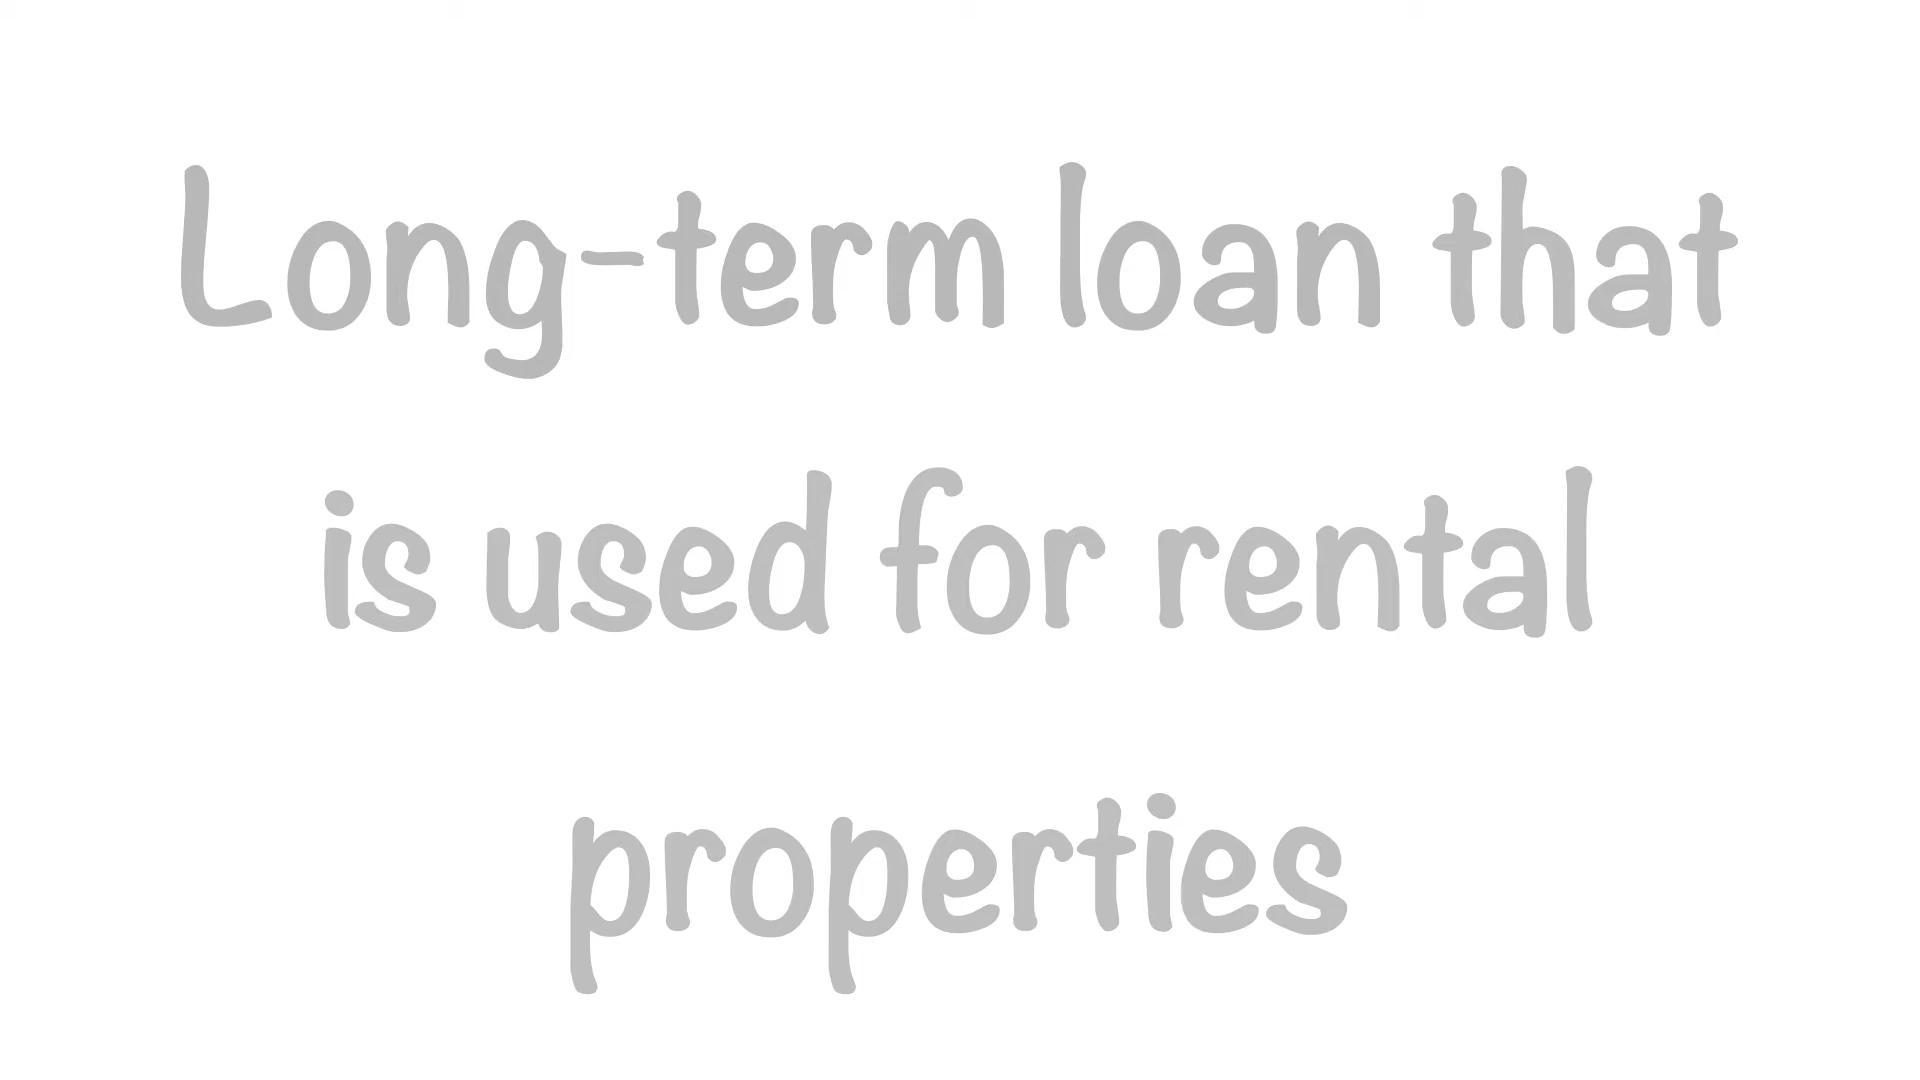 Long-term loan that
is used for rental
properties